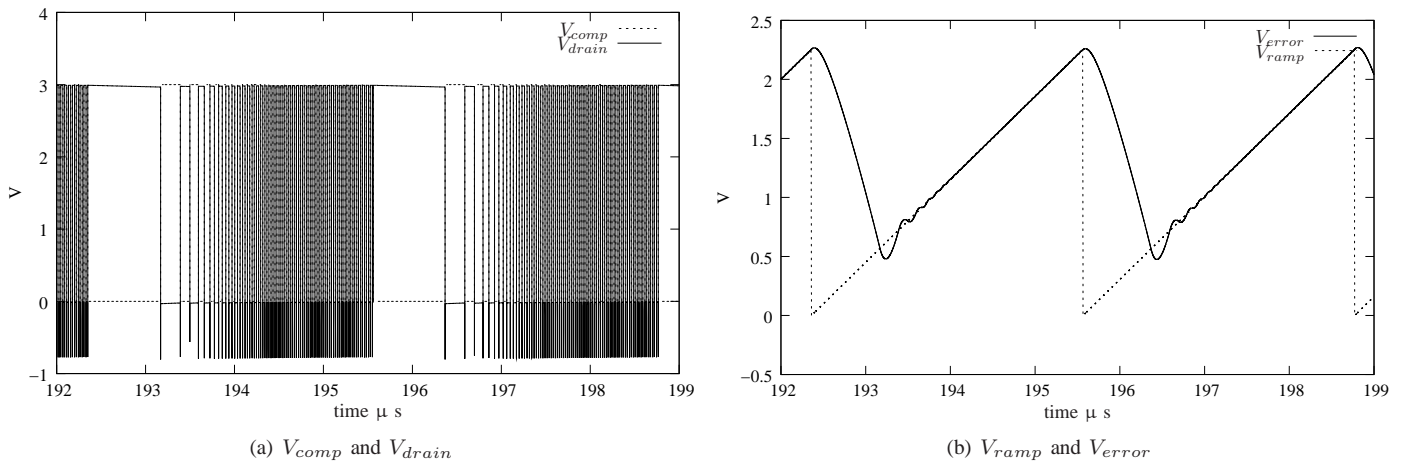 4
3
2
1
0
−1
V
192
193
194
195
196
197
198
199
time μ s
V_comp
V_drain
(a) V_comp and V_drain
2.5
2
1.5
1
0.5
0
−0.5
V
192
193
194
195
196
197
198
199
time μ s
V_error
V_ramp
(b) V_ramp and V_error